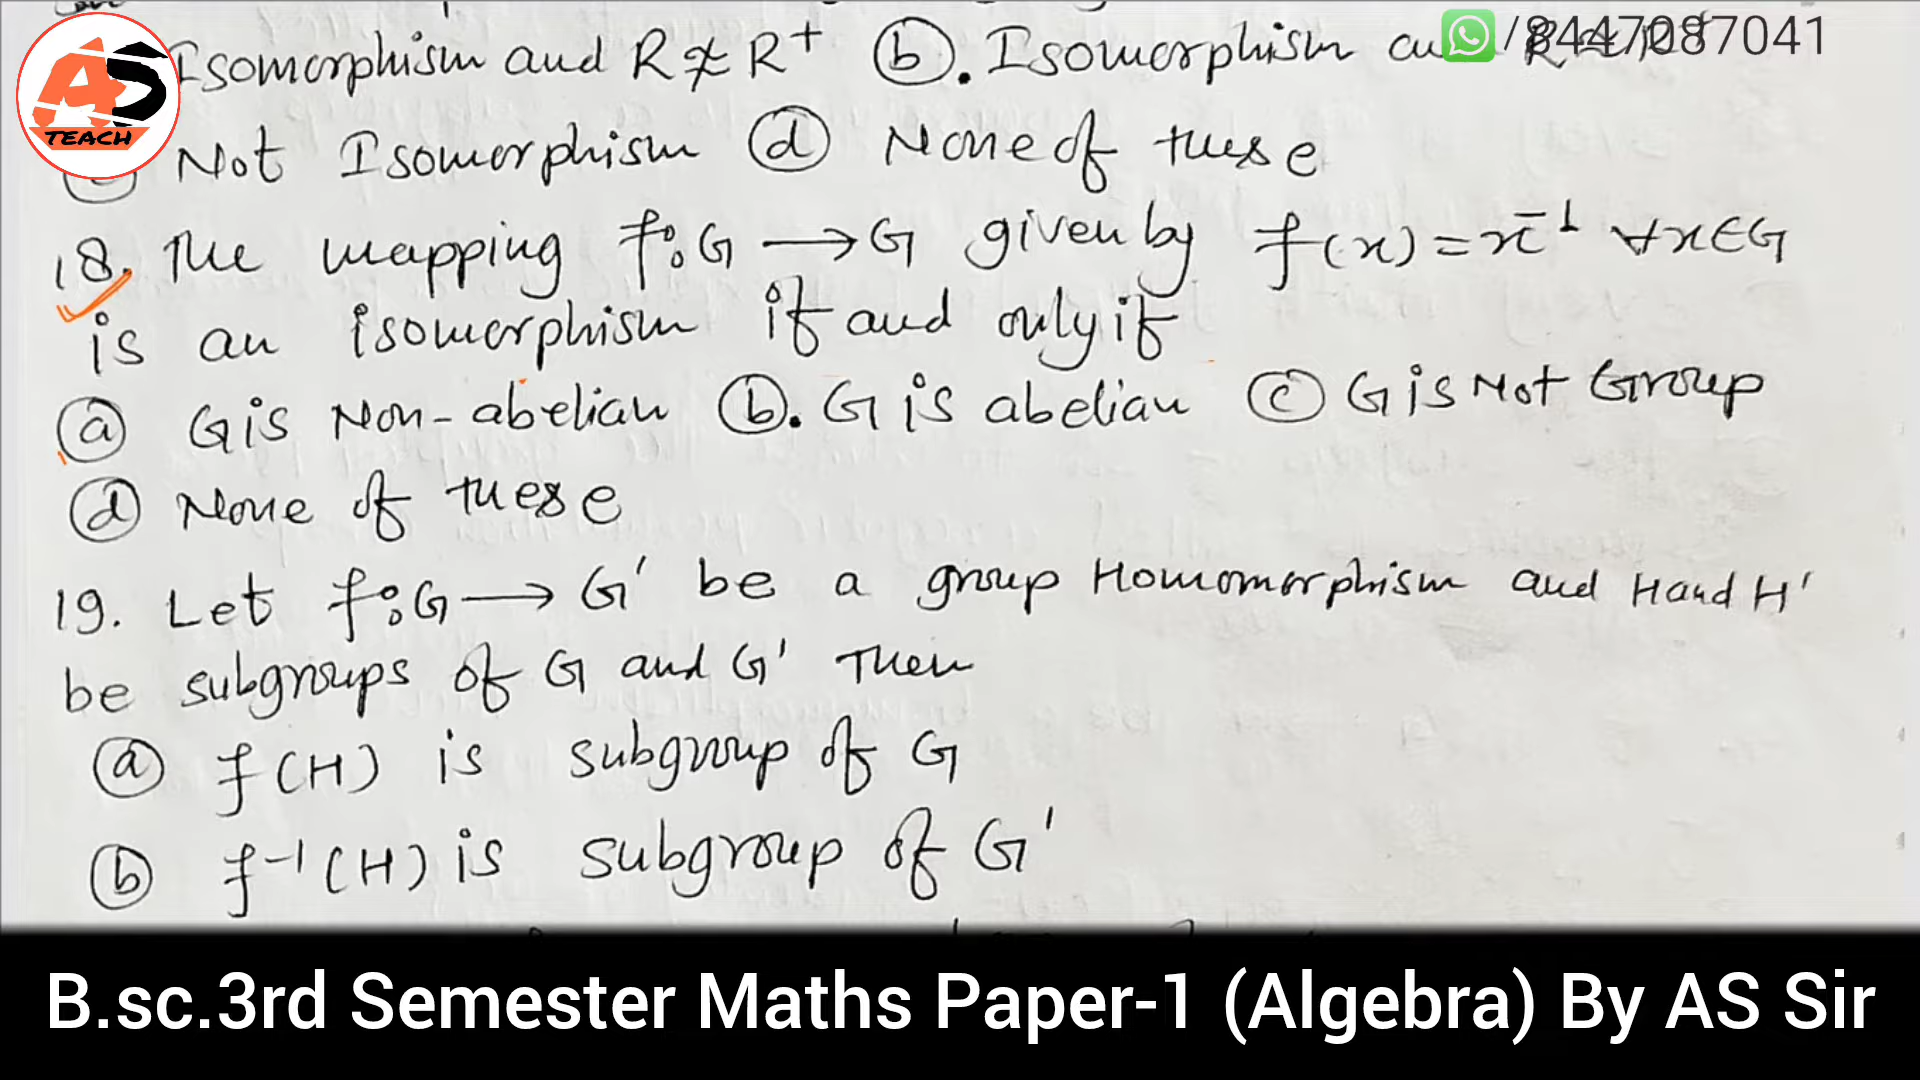 AS
TEACH
/8447087041
Isomorphism and R ≇ R⁺ (b). Isomorphism
Not Isomorphism (d) None of these
18. The mapping f: G → G given by f(x) = x⁻¹ ∀ x ∈ G
is an isomorphism if and only if
(a) G is Non-abelian (b). G is abelian (c) G is Not Group
(d) None of these
19. Let f: G → G' be a group Homomorphism and H and H'
be subgroups of G and G' Then
(a) f(H) is subgroup of G
(b) f⁻¹(H) is subgroup of G'
B.sc.3rd Semester Maths Paper-1 (Algebra) By AS Sir